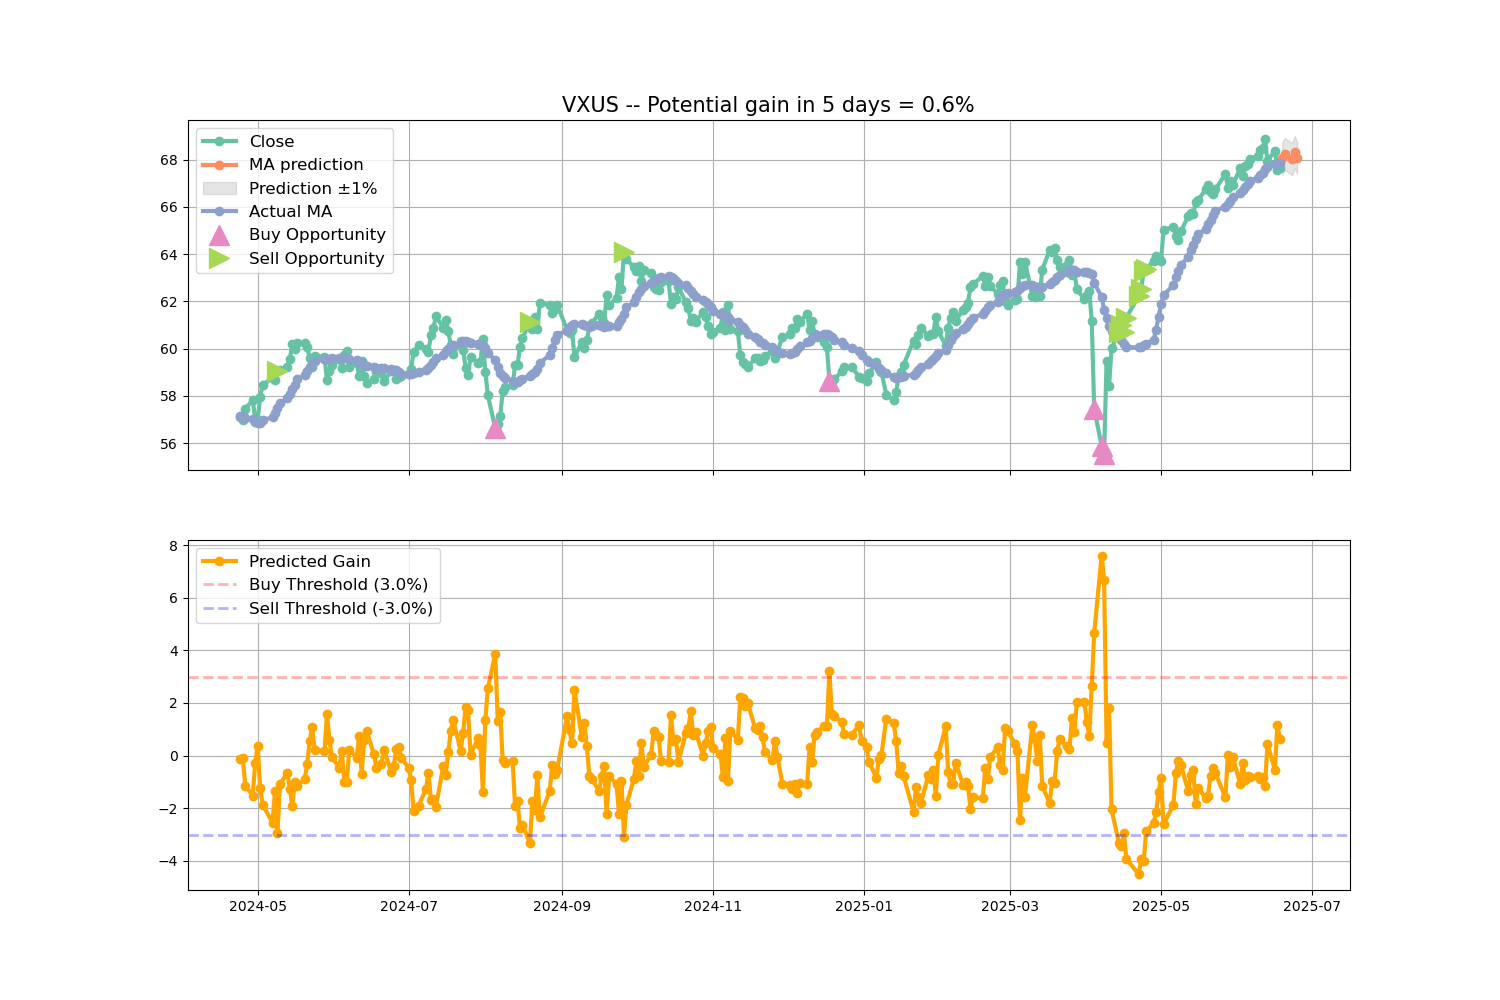 VXUS -- Potential gain in 5 days = 0.6%
Close
MA prediction
Prediction ±1%
Actual MA
Buy Opportunity
Sell Opportunity
68
66
64
62
60
58
56
Predicted Gain
Buy Threshold (3.0%)
Sell Threshold (-3.0%)
8
6
4
2
0
−2
−4
2024-05
2024-07
2024-09
2024-11
2025-01
2025-03
2025-05
2025-07